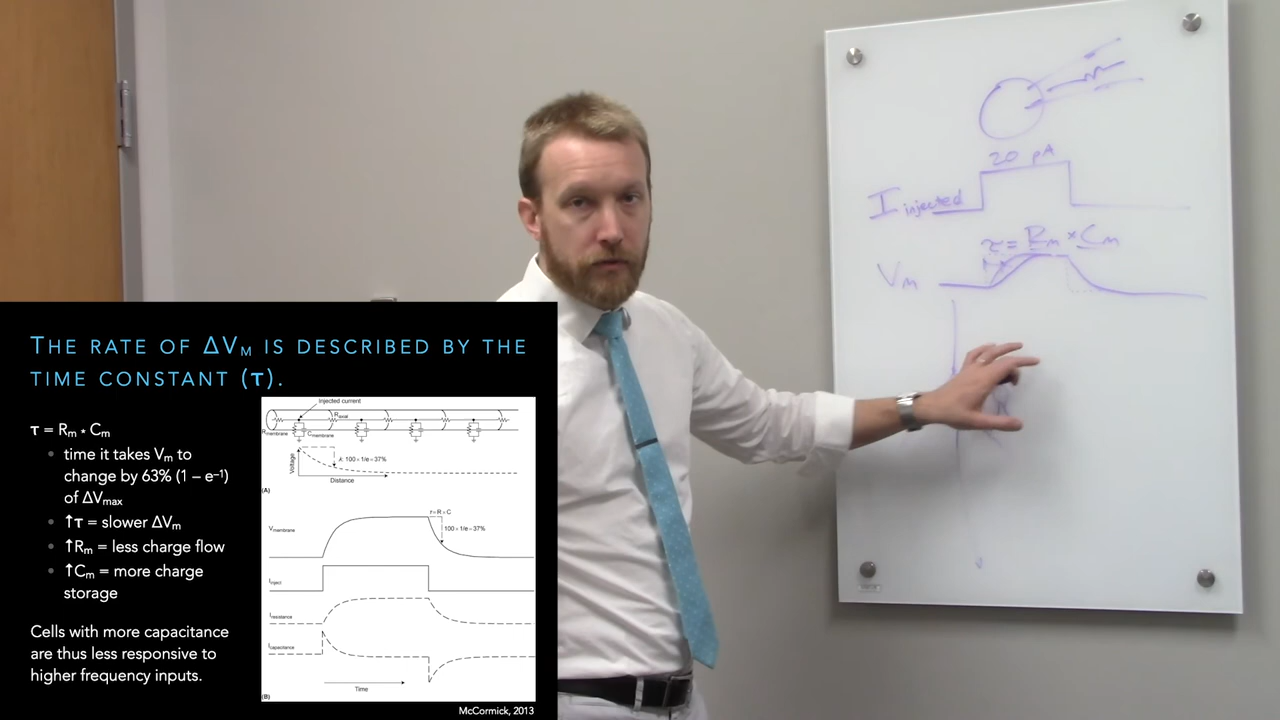 THE RATE OF ΔVM IS DESCRIBED BY THE
TIME CONSTANT (τ).
τ = Rm * Cm
• time it takes Vm to
change by 63% (1 – e⁻¹)
of ΔVmax
• ↑τ = slower ΔVm
• ↑Rm = less charge flow
• ↑Cm = more charge
storage
Cells with more capacitance
are thus less responsive to
higher frequency inputs.
Injected current
Raxial
Rmembrane
Cmembrane
Voltage
λ: 100 × 1/e = 37%
Distance
(A)
τ = R × C
Vmembrane
100 × 1/e = 37%
Iinject
Iresistance
Icapacitance
Time
(B)
McCormick, 2013
20 pA
I injected
τ = Rm × Cm
Vm